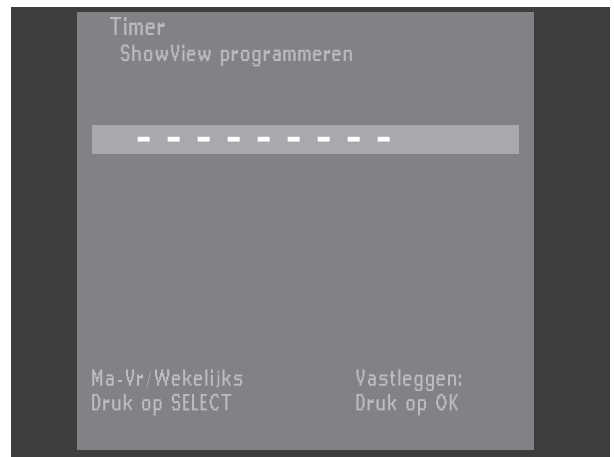 Timer
ShowView programmeren
- - - - - - - - -
Ma-Vr/Wekelijks
Druk op SELECT
Vastleggen:
Druk op OK